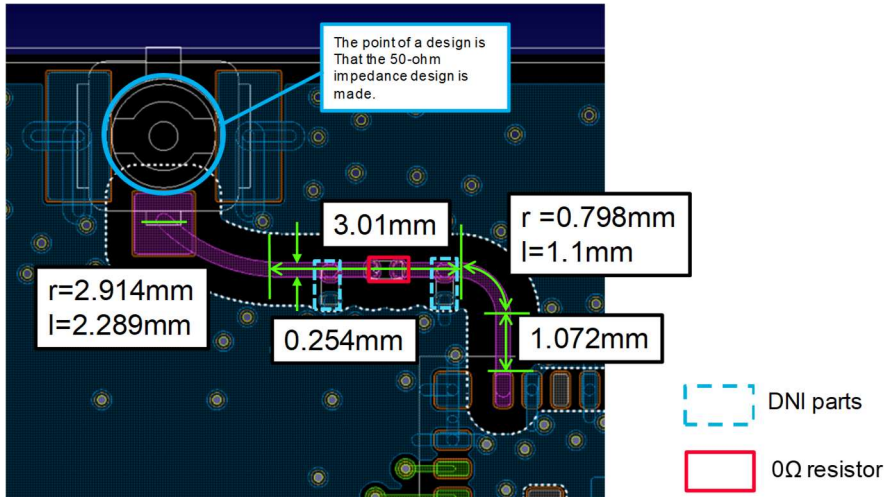 The point of a design is
That the 50-ohm
impedance design is
made.
3.01mm
r =0.798mm
l=1.1mm
r=2.914mm
l=2.289mm
0.254mm
1.072mm
DNI parts
0Ω resistor